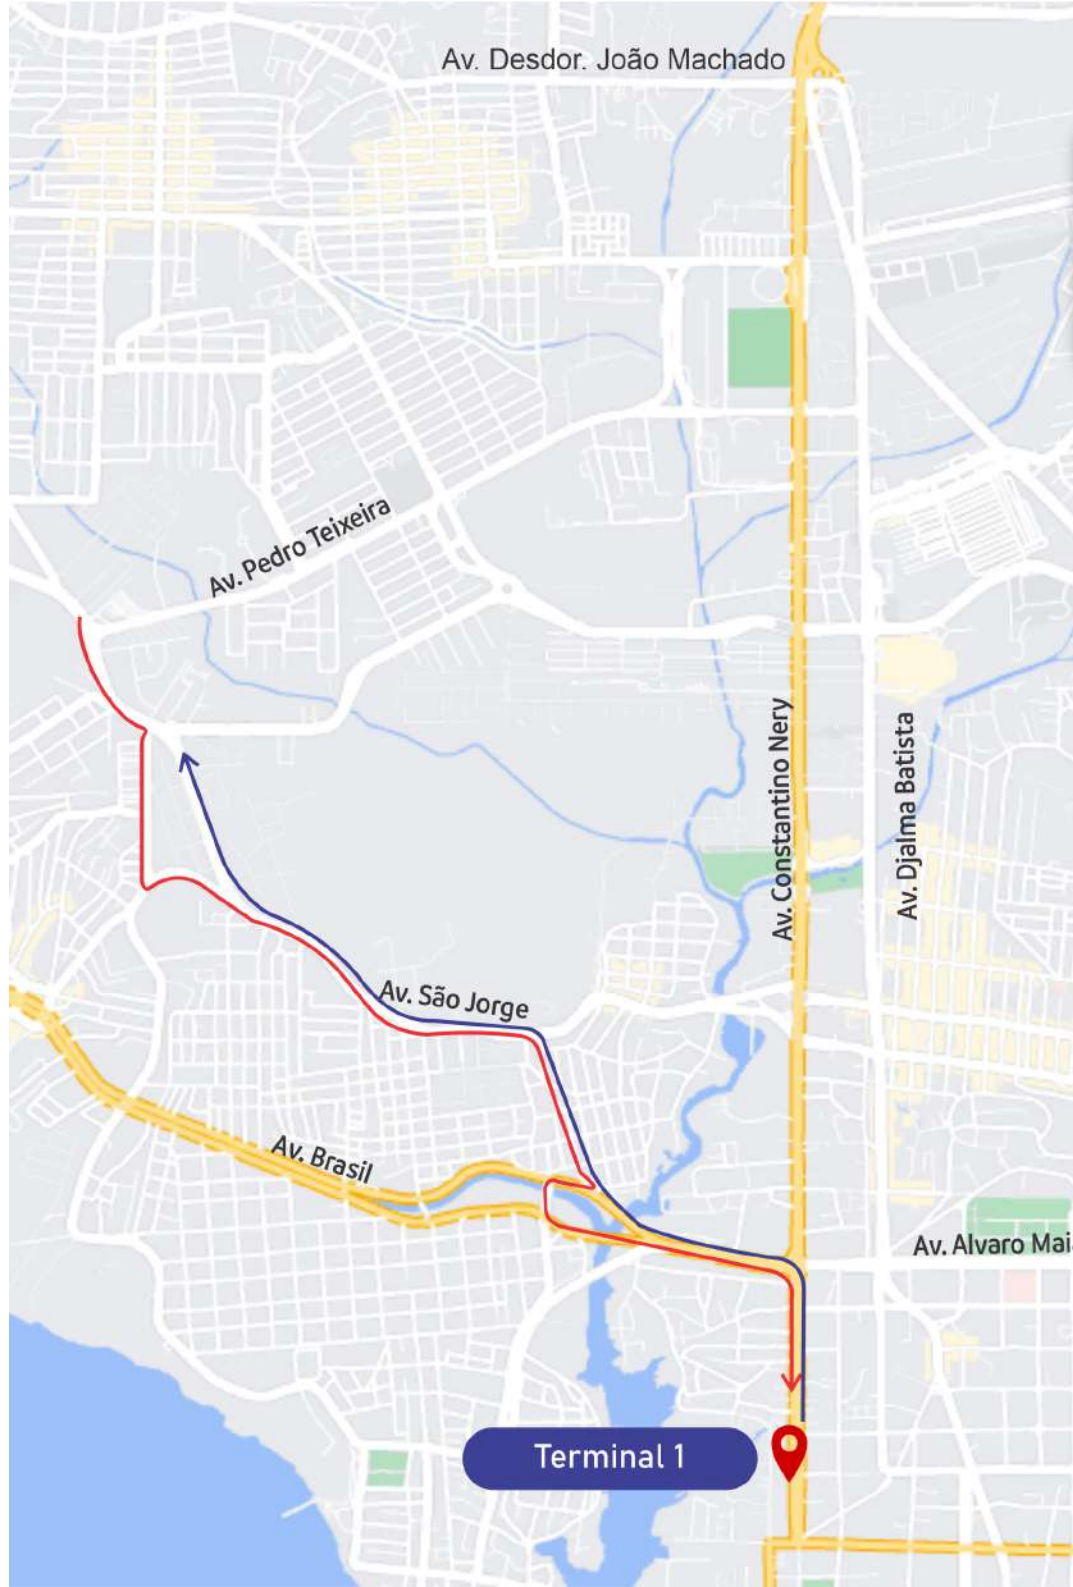 Av. Desdor. João Machado
Av. Pedro Teixeira
Av. Constantino Nery
Av. Djalma Batista
Av. São Jorge
Av. Brasil
Av. Alvaro Maia
Terminal 1